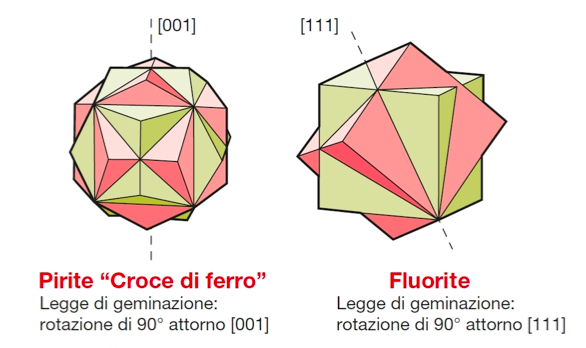 [001]
[111]
Pirite “Croce di ferro”
Legge di geminazione:
rotazione di 90° attorno [001]
Fluorite
Legge di geminazione:
rotazione di 90° attorno [111]